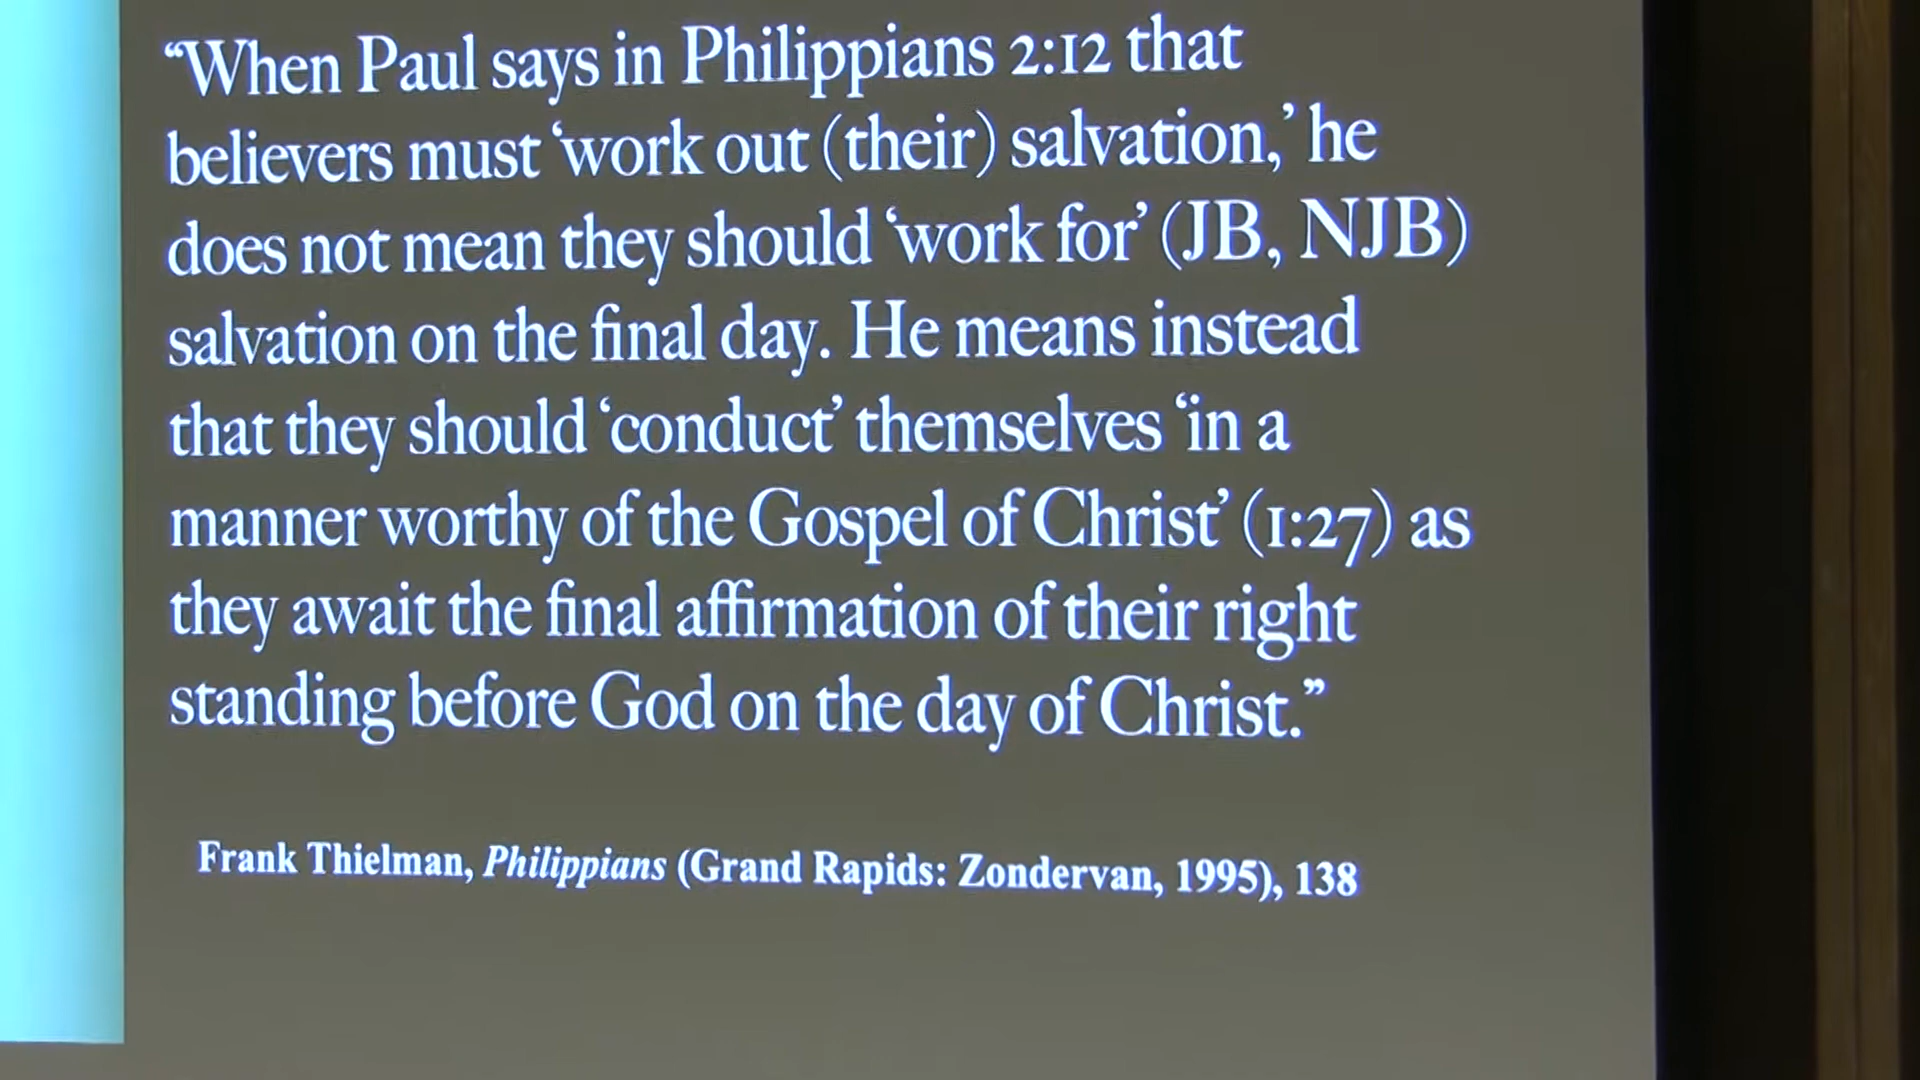 “When Paul says in Philippians 2:12 that
believers must ‘work out (their) salvation,’ he
does not mean they should ‘work for’ (JB, NJB)
salvation on the final day. He means instead
that they should ‘conduct’ themselves ‘in a
manner worthy of the Gospel of Christ’ (1:27) as
they await the final affirmation of their right
standing before God on the day of Christ.”
Frank Thielman, Philippians (Grand Rapids: Zondervan, 1995), 138